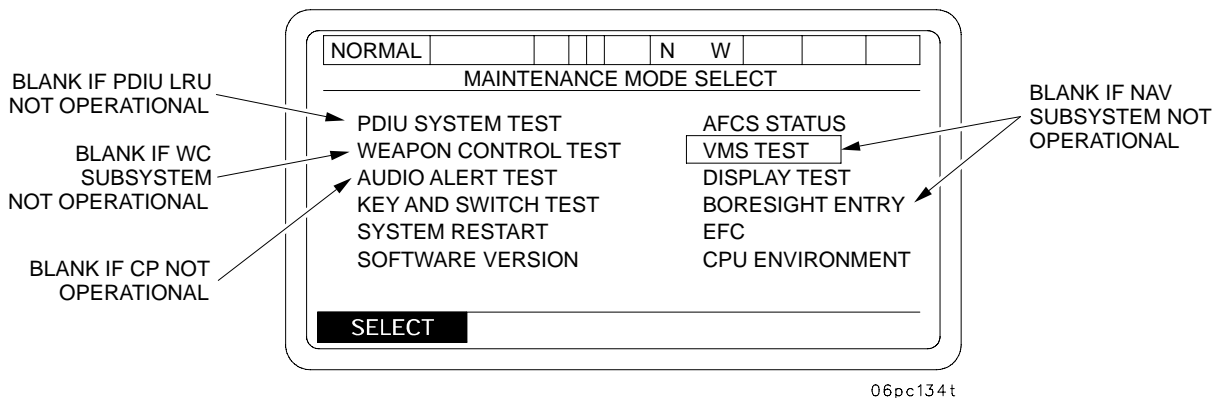 NORMAL N W
MAINTENANCE MODE SELECT
BLANK IF PDIU LRU
NOT OPERATIONAL
BLANK IF WC
SUBSYSTEM
NOT OPERATIONAL
BLANK IF CP NOT
OPERATIONAL
PDIU SYSTEM TEST
WEAPON CONTROL TEST
AUDIO ALERT TEST
KEY AND SWITCH TEST
SYSTEM RESTART
SOFTWARE VERSION
AFCS STATUS
VMS TEST
DISPLAY TEST
BORESIGHT ENTRY
EFC
CPU ENVIRONMENT
BLANK IF NAV
SUBSYSTEM NOT
OPERATIONAL
SELECT
06pc134t